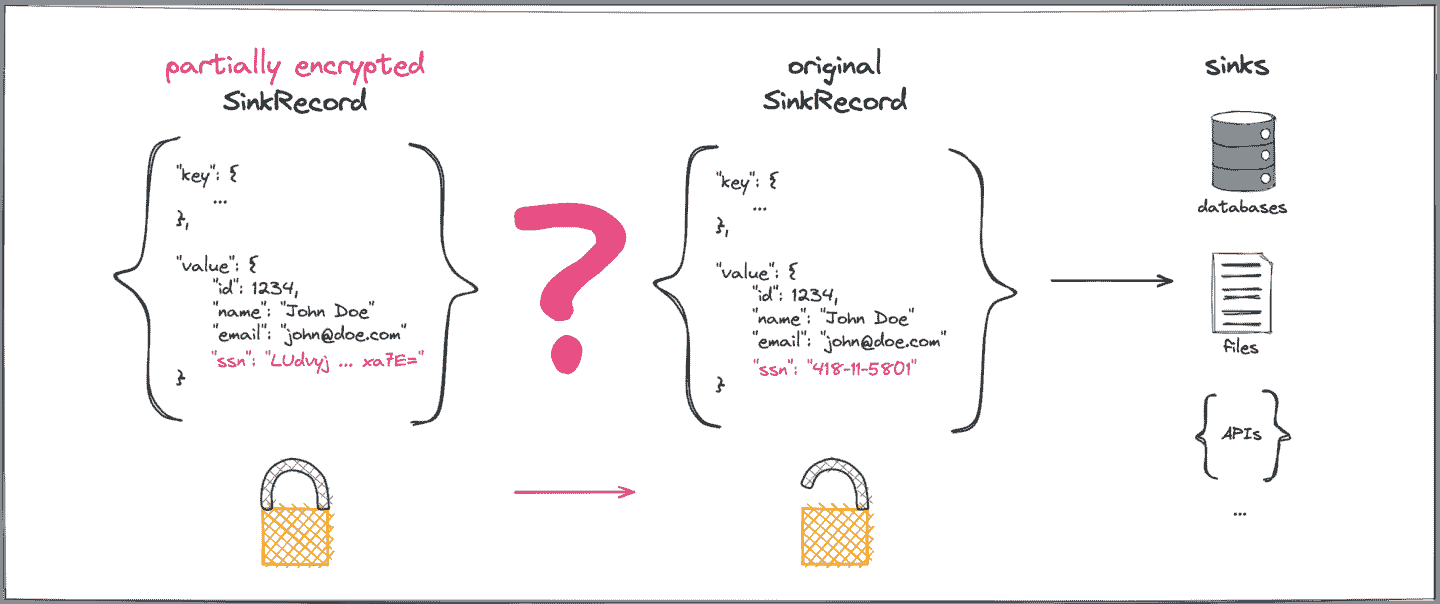 partially encrypted
SinkRecord
"key": {
...
},
"value": {
"id": 1234,
"name": "John Doe"
"email": "john@doe.com"
"ssn": "LUdvyj ... xa7E="
}
?
original
SinkRecord
"key": {
...
},
"value": {
"id": 1234,
"name": "John Doe"
"email": "john@doe.com"
"ssn": "418-11-5801"
}
sinks
databases
files
{ APIs }
...